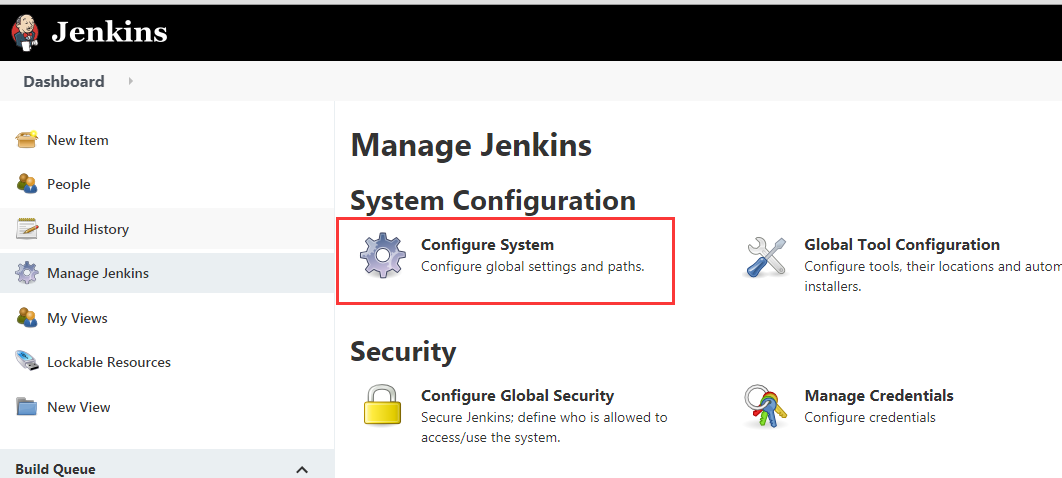 Jenkins
Dashboard
New Item
People
Build History
Manage Jenkins
My Views
Lockable Resources
New View
Build Queue
Manage Jenkins
System Configuration
Configure System
Configure global settings and paths.
Global Tool Configuration
Configure tools, their locations and autom
installers.
Security
Configure Global Security
Secure Jenkins; define who is allowed to
access/use the system.
Manage Credentials
Configure credentials